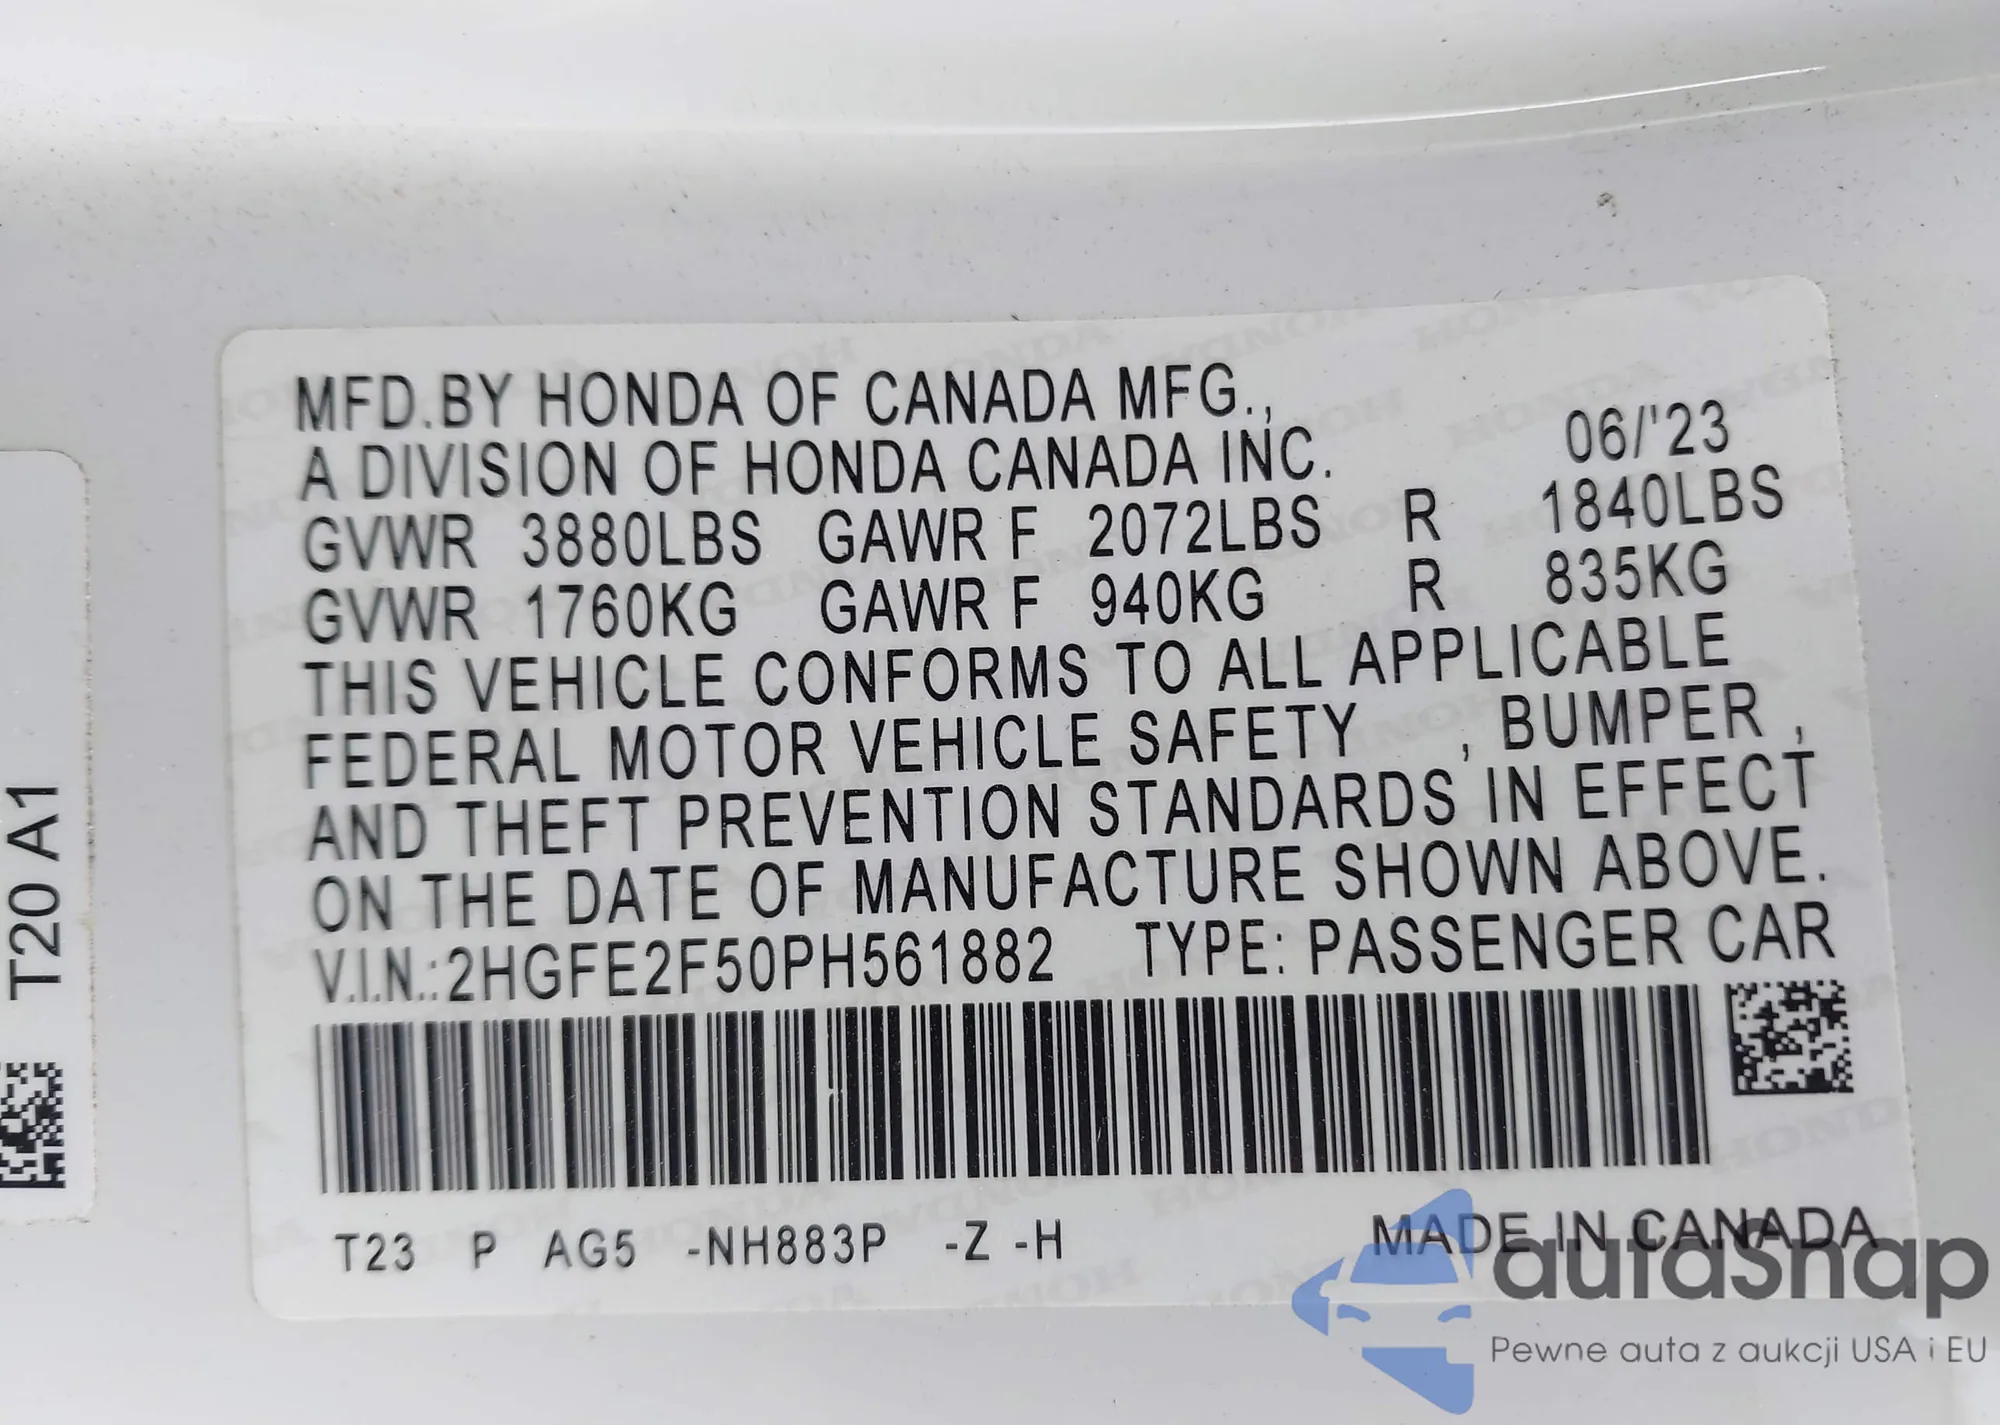 MFD.BY HONDA OF CANADA MFG.,
A DIVISION OF HONDA CANADA INC. 06/'23
GVWR 3880LBS GAWR F 2072LBS R 1840LBS
GVWR 1760KG GAWR F 940KG R 835KG
THIS VEHICLE CONFORMS TO ALL APPLICABLE
FEDERAL MOTOR VEHICLE SAFETY , BUMPER ,
AND THEFT PREVENTION STANDARDS IN EFFECT
ON THE DATE OF MANUFACTURE SHOWN ABOVE.
V.I.N.:2HGFE2F50PH561882 TYPE: PASSENGER CAR
T23 P AG5 -NH883P -Z -H MADE IN CANADA
T20 A1
autaSnap
Pewne auta z aukcji USA i EU